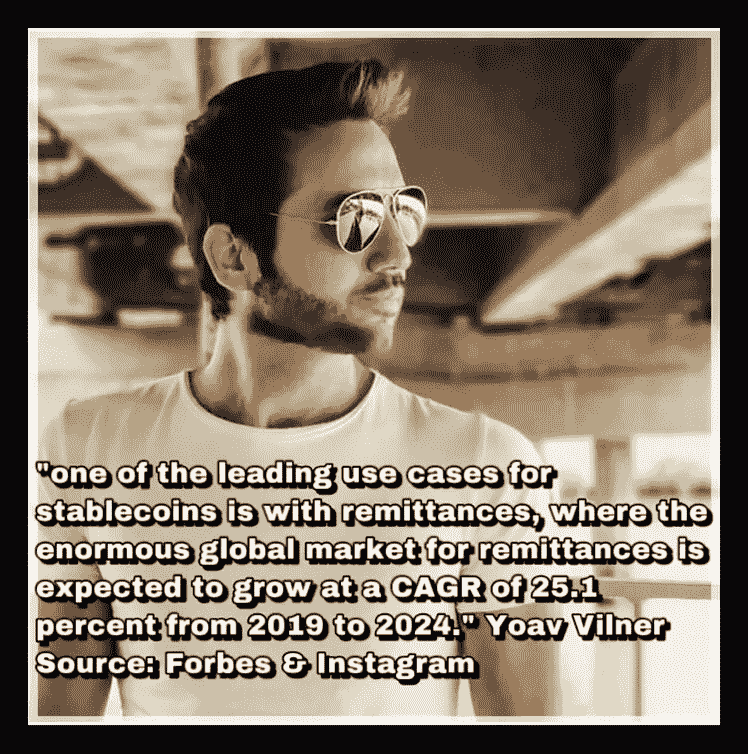 "one of the leading use cases for
stablecoins is with remittances, where the
enormous global market for remittances is
expected to grow at a CAGR of 25.1
percent from 2019 to 2024." Yoav Vilner
Source: Forbes & Instagram